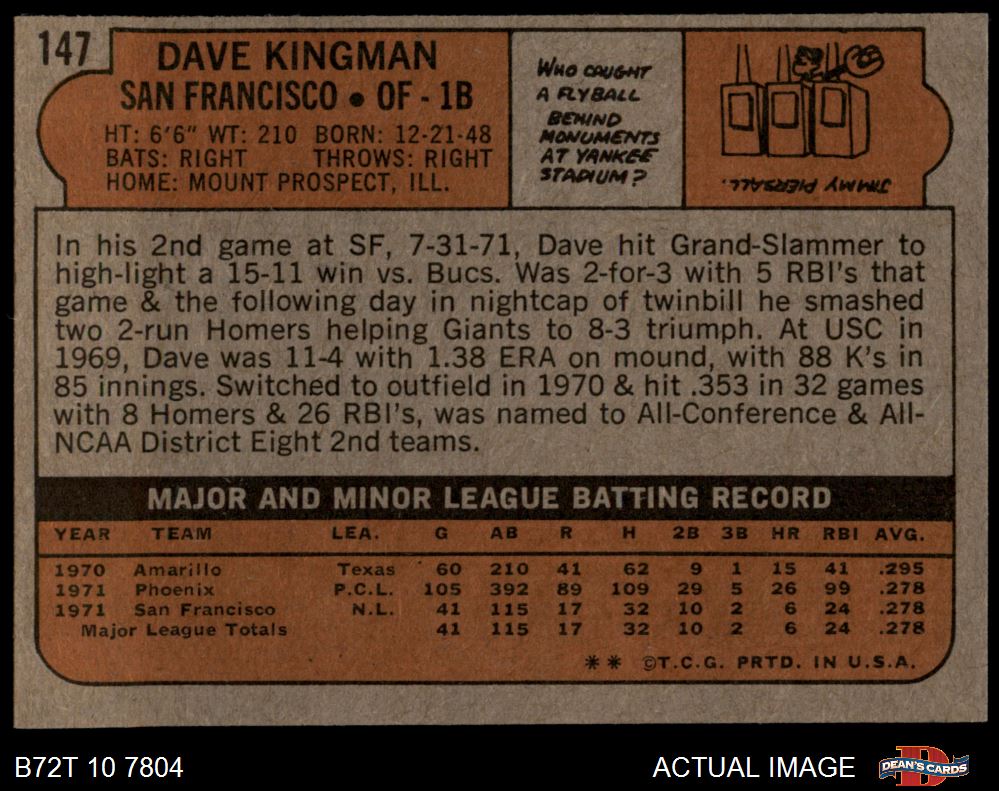 147
DAVE KINGMAN
SAN FRANCISCO • OF - 1B
HT: 6'6" WT: 210 BORN: 12-21-48
BATS: RIGHT THROWS: RIGHT
HOME: MOUNT PROSPECT, ILL.
WHO CAUGHT
A FLYBALL
BEHIND
MONUMENTS
AT YANKEE
STADIUM?
JIMMY PIERSALL.
In his 2nd game at SF, 7-31-71, Dave hit Grand-Slammer to
high-light a 15-11 win vs. Bucs. Was 2-for-3 with 5 RBI's that
game & the following day in nightcap of twinbill he smashed
two 2-run Homers helping Giants to 8-3 triumph. At USC in
1969, Dave was 11-4 with 1.38 ERA on mound, with 88 K's in
85 innings. Switched to outfield in 1970 & hit .353 in 32 games
with 8 Homers & 26 RBI's, was named to All-Conference & All-
NCAA District Eight 2nd teams.
MAJOR AND MINOR LEAGUE BATTING RECORD
YEAR TEAM LEA. G AB R H 2B 3B HR RBI AVG.
1970 Amarillo Texas 60 210 41 62 9 1 15 41 .295
1971 Phoenix P.C.L. 105 392 89 109 29 5 26 99 .278
1971 San Francisco N.L. 41 115 17 32 10 2 6 24 .278
Major League Totals 41 115 17 32 10 2 6 24 .278
** ©T.C.G. PRTD. IN U.S.A.
B72T 10 7804
ACTUAL IMAGE
D
DEAN'S CARDS